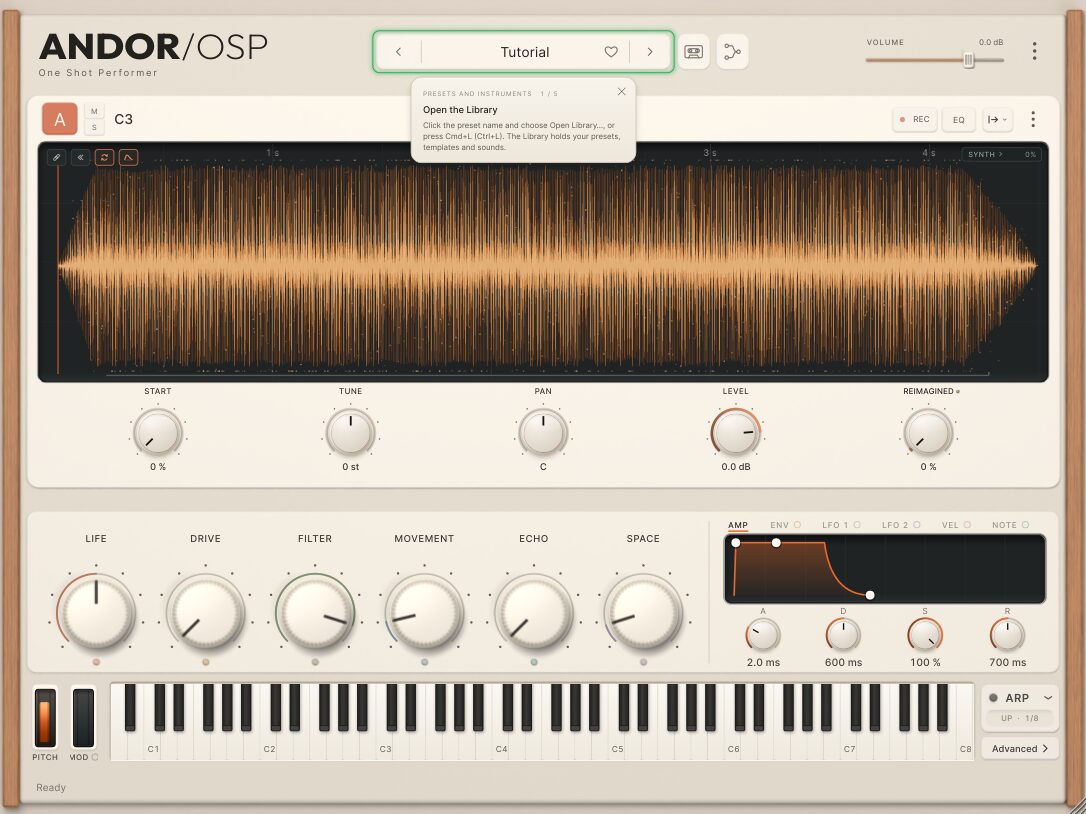 ANDOR/OSP
One Shot Performer
Tutorial
VOLUME 0.0 dB
PRESETS AND INSTRUMENTS 1 / 5
Open the Library
Click the preset name and choose Open Library..., or
press Cmd+L (Ctrl+L). The Library holds your presets,
templates and sounds.
A
M
S
C3
REC
EQ
1 s
3 s
4 s
SYNTH > 0%
START
TUNE
PAN
LEVEL
REIMAGINED
0 %
0 st
C
0.0 dB
0 %
LIFE
DRIVE
FILTER
MOVEMENT
ECHO
SPACE
AMP
ENV
LFO 1
LFO 2
VEL
NOTE
A
D
S
R
2.0 ms
600 ms
100 %
700 ms
PITCH
MOD
C1
C2
C3
C4
C5
C6
C7
C8
ARP
UP · 1/8
Advanced >
Ready